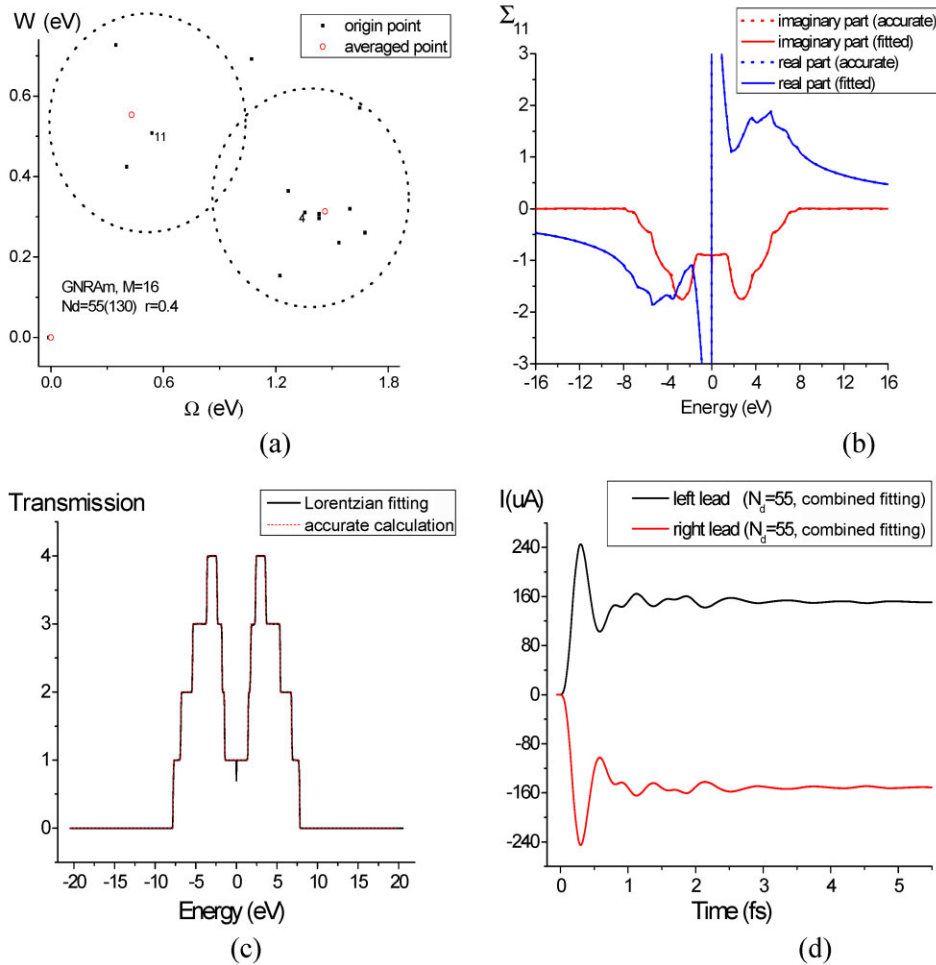 W (eV)
origin point
averaged point
0.6
0.4
0.2
0.0
11
4
GNRAm, M=16
Nd=55(130) r=0.4
0.0 0.6 1.2 1.8
Ω (eV)
(a)
Σ11
imaginary part (accurate)
imaginary part (fitted)
real part (accurate)
real part (fitted)
3
2
1
0
-1
-2
-3
-16 -12 -8 -4 0 4 8 12 16
Energy (eV)
(b)
Transmission
Lorentzian fitting
accurate calculation
4
3
2
1
0
-20 -15 -10 -5 0 5 10 15 20
Energy (eV)
(c)
I(uA)
left lead (Nd=55, combined fitting)
right lead (Nd=55, combined fitting)
240
160
80
0
-80
-160
-240
0 1 2 3 4 5
Time (fs)
(d)